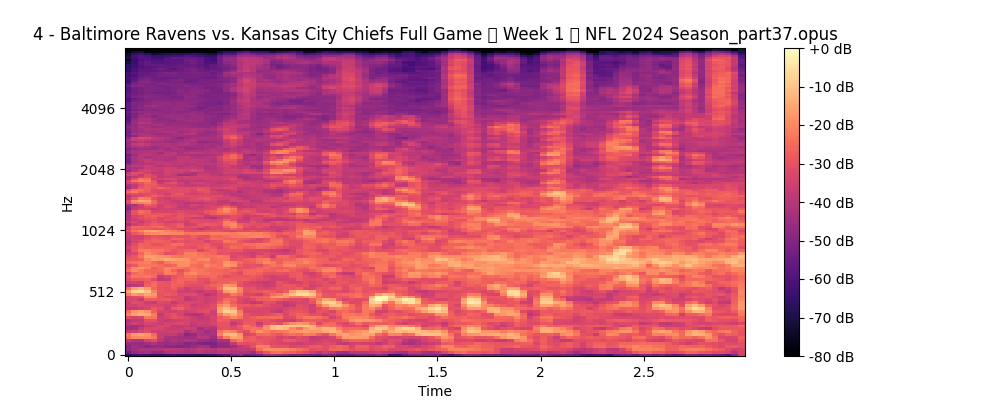 4 - Baltimore Ravens vs. Kansas City Chiefs Full Game ▯ Week 1 ▯ NFL 2024 Season_part37.opus
+0 dB
4096
-10 dB
-20 dB
2048
-30 dB
Hz
1024
-40 dB
-50 dB
512
-60 dB
-70 dB
0
-80 dB
0 0.5 1 1.5 2 2.5
Time